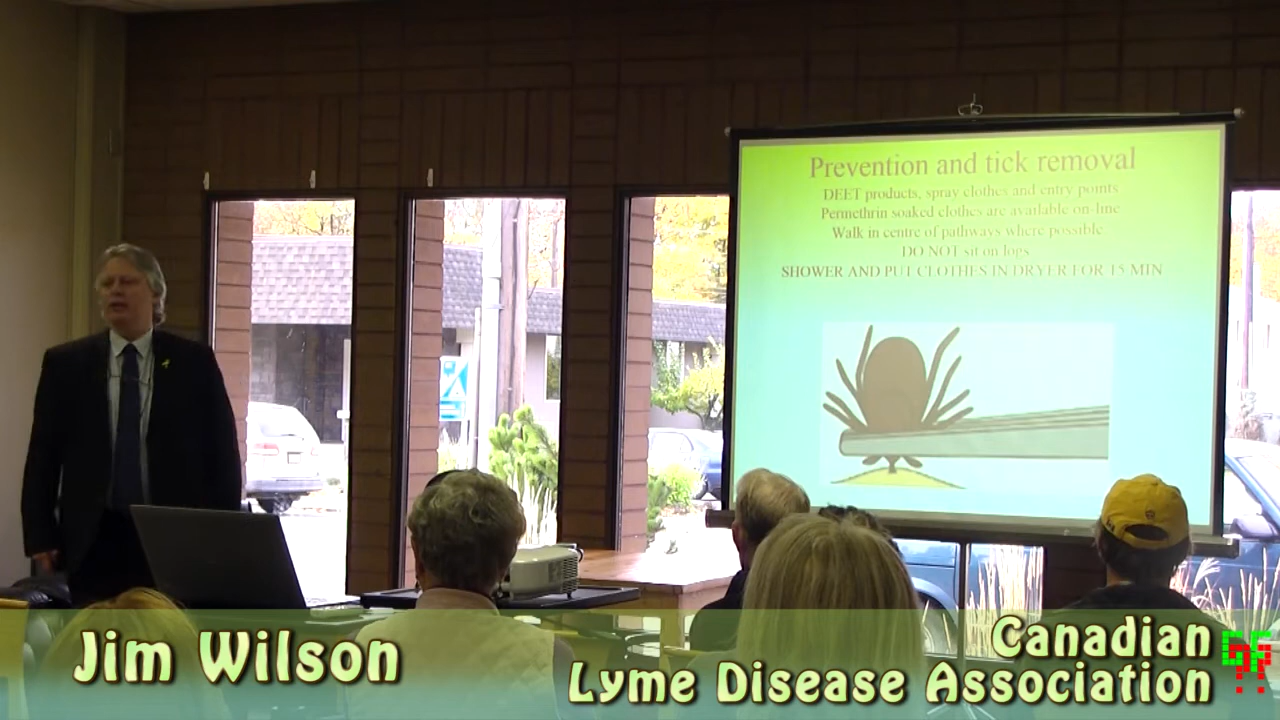 Prevention and tick removal
DEET products, spray clothes and entry points
Permethrin soaked clothes are available on-line
Walk in centre of pathways where possible.
DO NOT sit on logs
SHOWER AND PUT CLOTHES IN DRYER FOR 15 MIN
Jim Wilson
Canadian
Lyme Disease Association